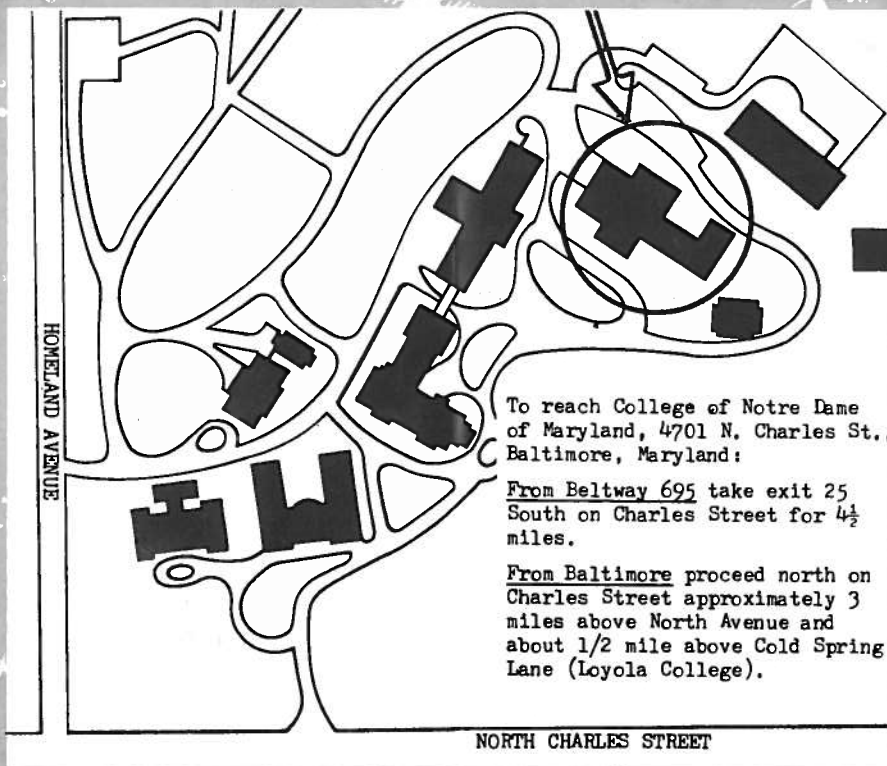 HOMELAND AVENUE
To reach College of Notre Dame
of Maryland, 4701 N. Charles St.,
Baltimore, Maryland:
From Beltway 695 take exit 25
South on Charles Street for 4½
miles.
From Baltimore proceed north on
Charles Street approximately 3
miles above North Avenue and
about 1/2 mile above Cold Spring
Lane (Loyola College).
NORTH CHARLES STREET